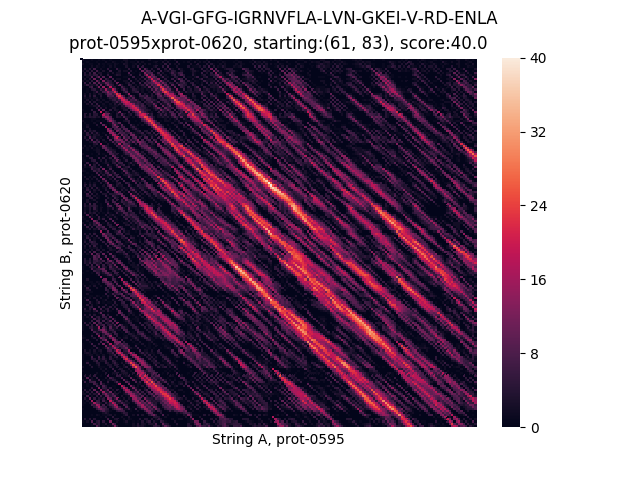 A-VGI-GFG-IGRNVFLA-LVN-GKEI-V-RD-ENLA
prot-0595xprot-0620, starting:(61, 83), score:40.0
40
32
24
16
8
0
String B, prot-0620
String A, prot-0595